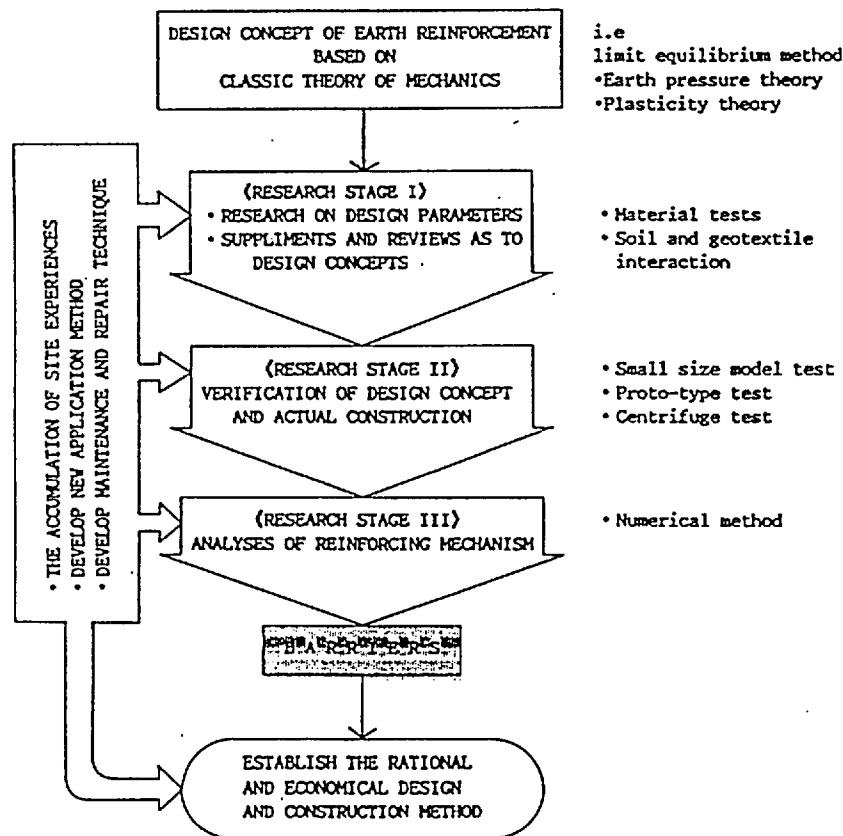 DESIGN CONCEPT OF EARTH REINFORCEMENT
BASED ON
CLASSIC THEORY OF MECHANICS
i.e
limit equilibrium method
•Earth pressure theory
•Plasticity theory
THE ACCUMULATION OF SITE EXPERIENCES
• DEVELOP NEW APPLICATION METHOD
• DEVELOP MAINTENANCE AND REPAIR TECHNIQUE
(RESEARCH STAGE I)
• RESEARCH ON DESIGN PARAMETERS
• SUPPLIMENTS AND REVIEWS AS TO
DESIGN CONCEPTS
• Material tests
• Soil and geotextile
interaction
(RESEARCH STAGE II)
VERIFICATION OF DESIGN CONCEPT
AND ACTUAL CONSTRUCTION
• Small size model test
• Proto-type test
• Centrifuge test
(RESEARCH STAGE III)
ANALYSES OF REINFORCING MECHANISM
• Numerical method
BARRIERS
ESTABLISH THE RATIONAL
AND ECONOMICAL DESIGN
AND CONSTRUCTION METHOD